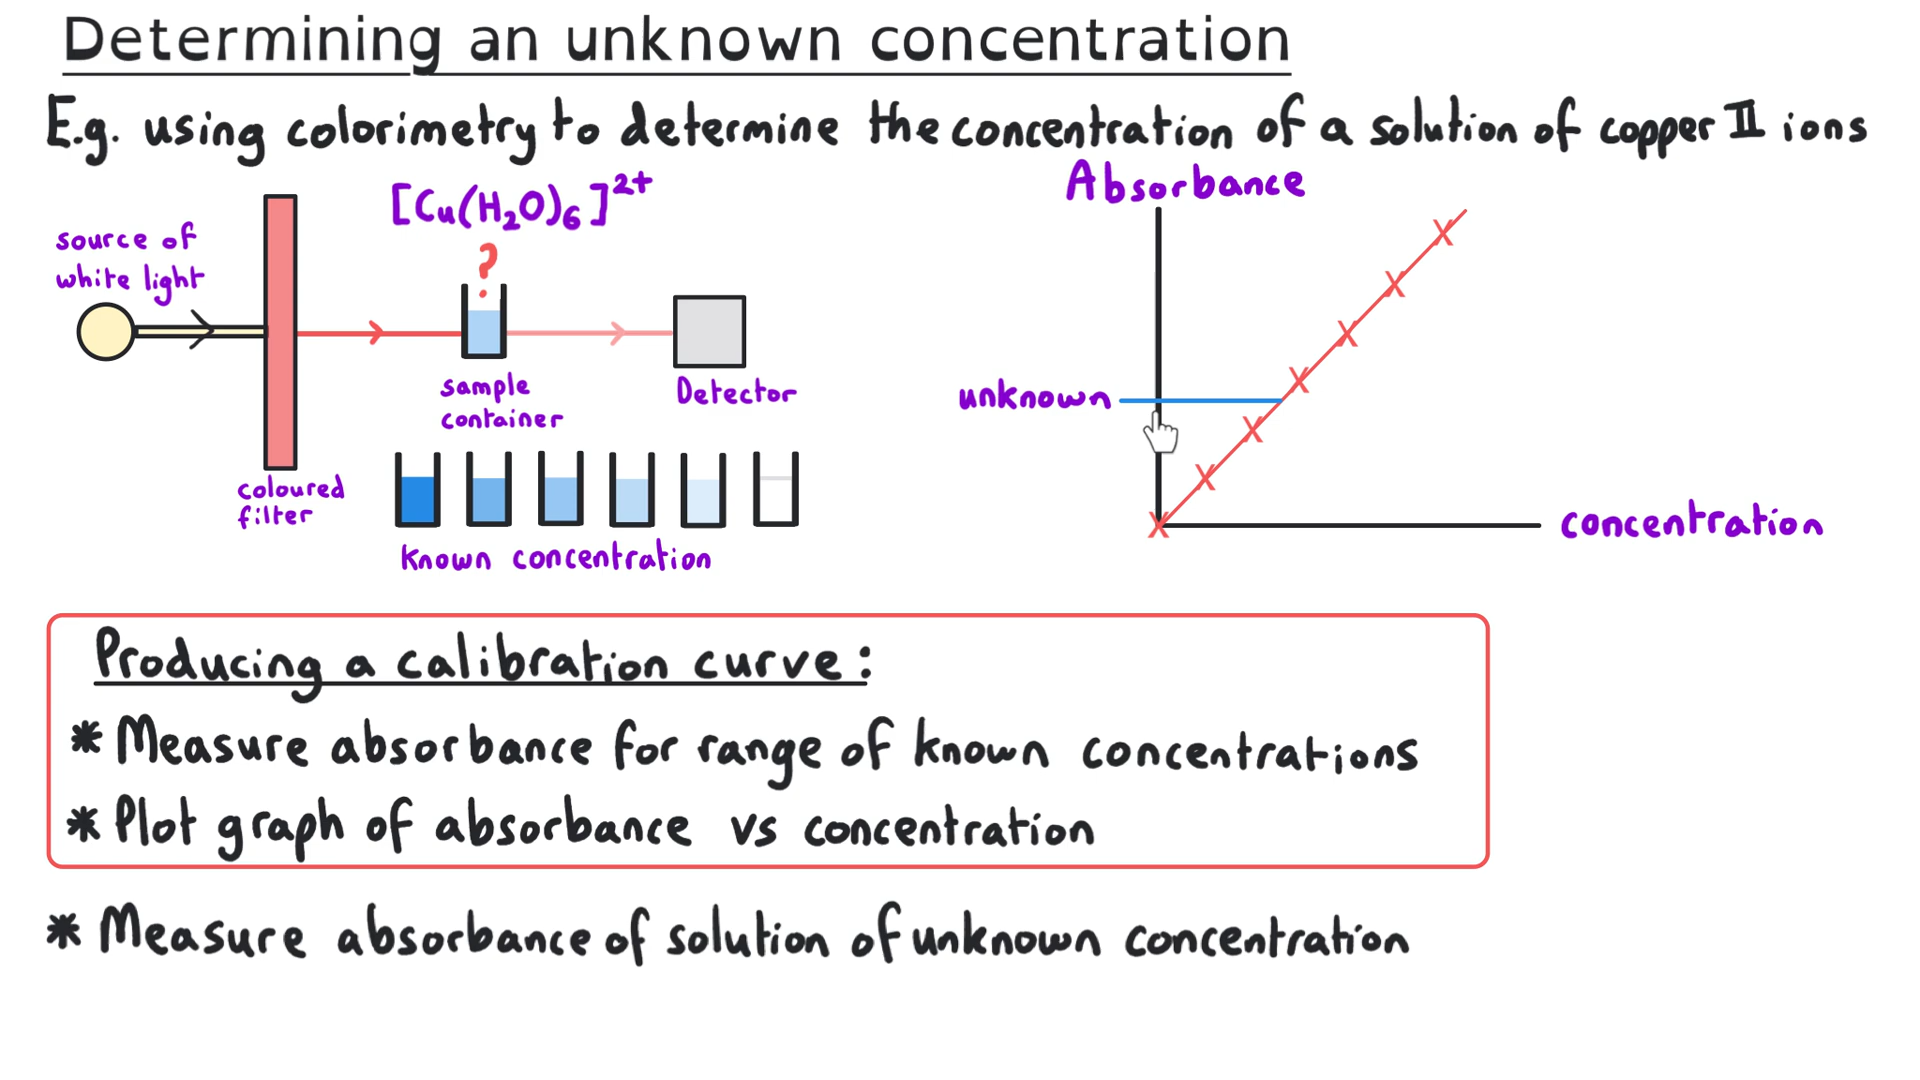 Determining an unknown concentration
E.g. using colorimetry to determine the concentration of a solution of copper II ions
[Cu(H₂O)₆]²⁺
Absorbance
source of
white light
?
sample
container
Detector
unknown
coloured
filter
known concentration
concentration
Producing a calibration curve:
* Measure absorbance for range of known concentrations
* Plot graph of absorbance vs concentration
* Measure absorbance of solution of unknown concentration